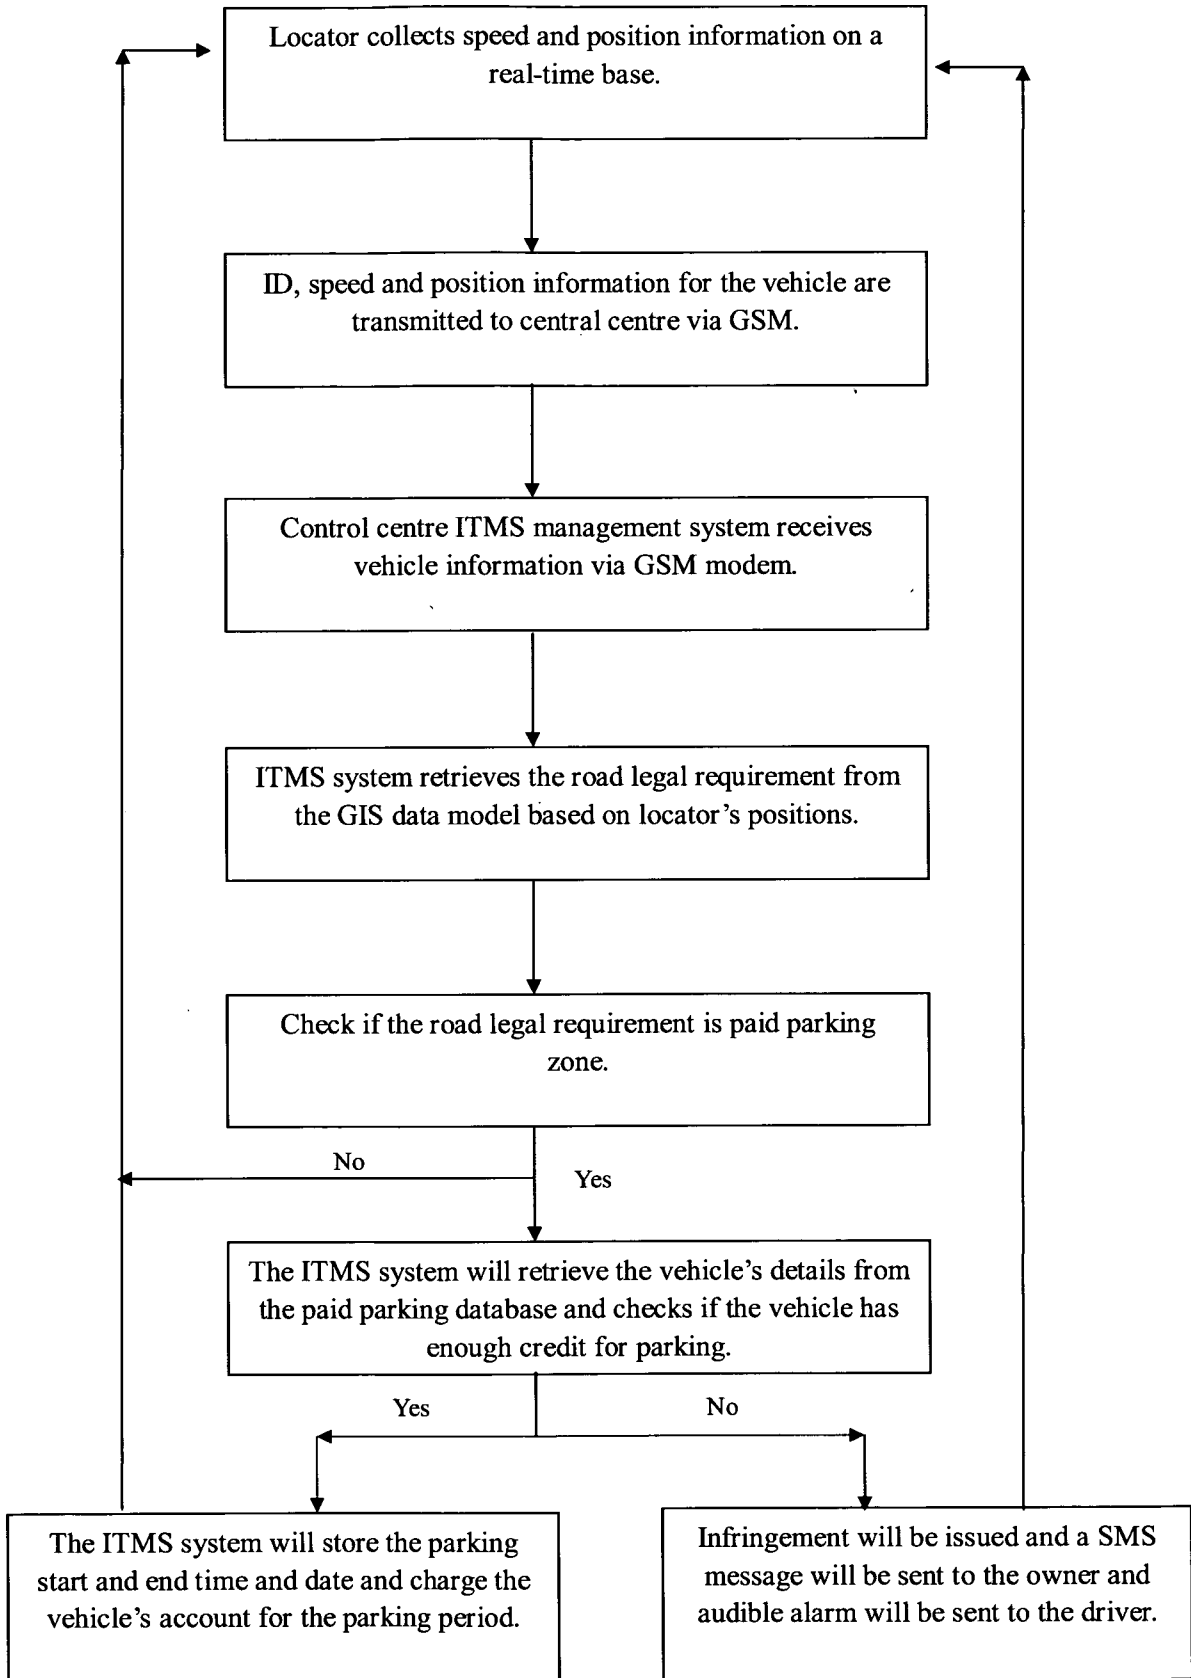 Locator collects speed and position information on a
real-time base.
ID, speed and position information for the vehicle are
transmitted to central centre via GSM.
Control centre ITMS management system receives
vehicle information via GSM modem.
ITMS system retrieves the road legal requirement from
the GIS data model based on locator's positions.
Check if the road legal requirement is paid parking
zone.
No
Yes
The ITMS system will retrieve the vehicle's details from
the paid parking database and checks if the vehicle has
enough credit for parking.
Yes
No
The ITMS system will store the parking
start and end time and date and charge the
vehicle's account for the parking period.
Infringement will be issued and a SMS
message will be sent to the owner and
audible alarm will be sent to the driver.